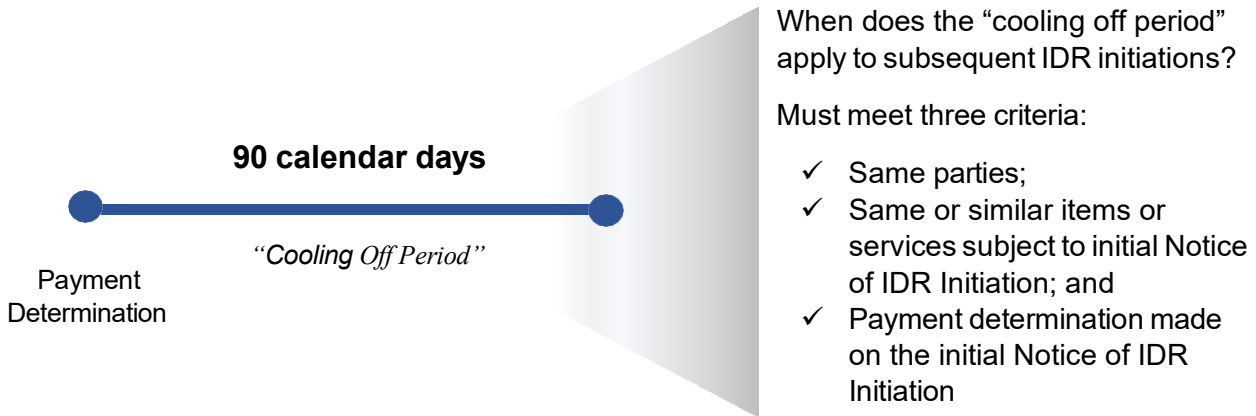 90 calendar days
“Cooling Off Period”
Payment
Determination
When does the “cooling off period”
apply to subsequent IDR initiations?
Must meet three criteria:
✓ Same parties;
✓ Same or similar items or
services subject to initial Notice
of IDR Initiation; and
✓ Payment determination made
on the initial Notice of IDR
Initiation